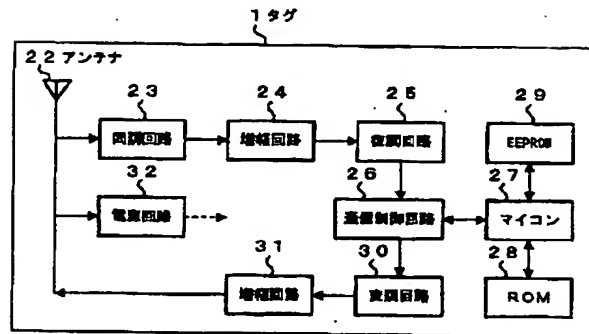 1 タグ
22 アンテナ
23
同調回路
24
増幅回路
25
復調回路
29
EEPROM
32
電源回路
26
通信制御回路
27
マイコン
31
増幅回路
30
変調回路
28
ROM